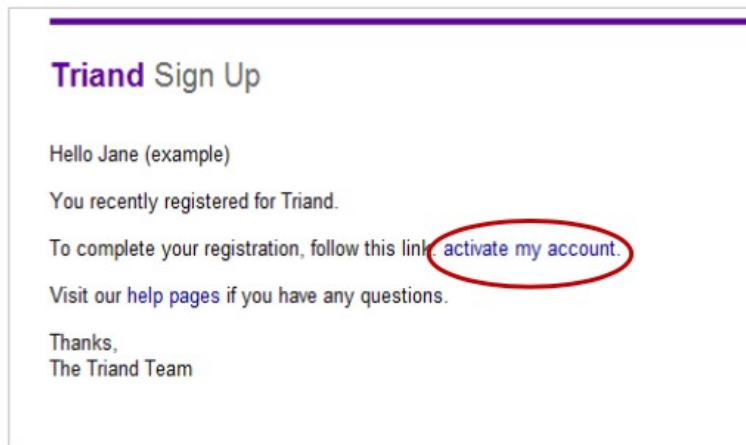 Triand Sign Up
Hello Jane (example)
You recently registered for Triand.
To complete your registration, follow this link. activate my account.
Visit our help pages if you have any questions.
Thanks,
The Triand Team